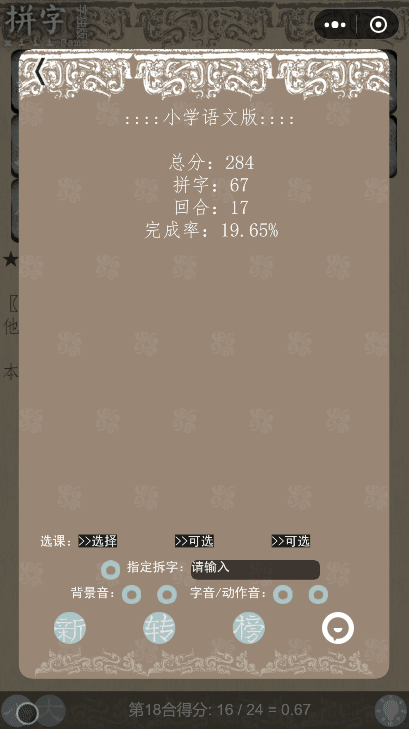 拼字
::::小学语文版::::
总分: 284
拼字: 67
回合: 17
完成率: 19.65%
★
〖
他
本
选课: >>选择 >>可选 >>可选
指定拆字: 请输入
背景音: 字音/动作音:
新 转 榜
大 第18合得分: 16 / 24 = 0.67